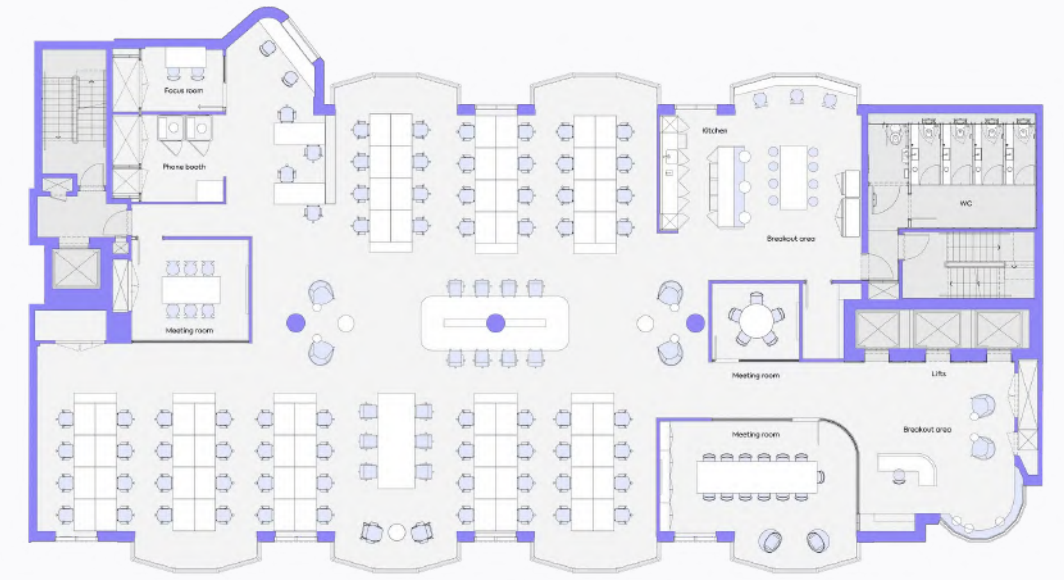 Focus room
Kitchen
Phone booth
WC
Breakout area
Meeting room
Meeting room
Lifts
Breakout area
Meeting room